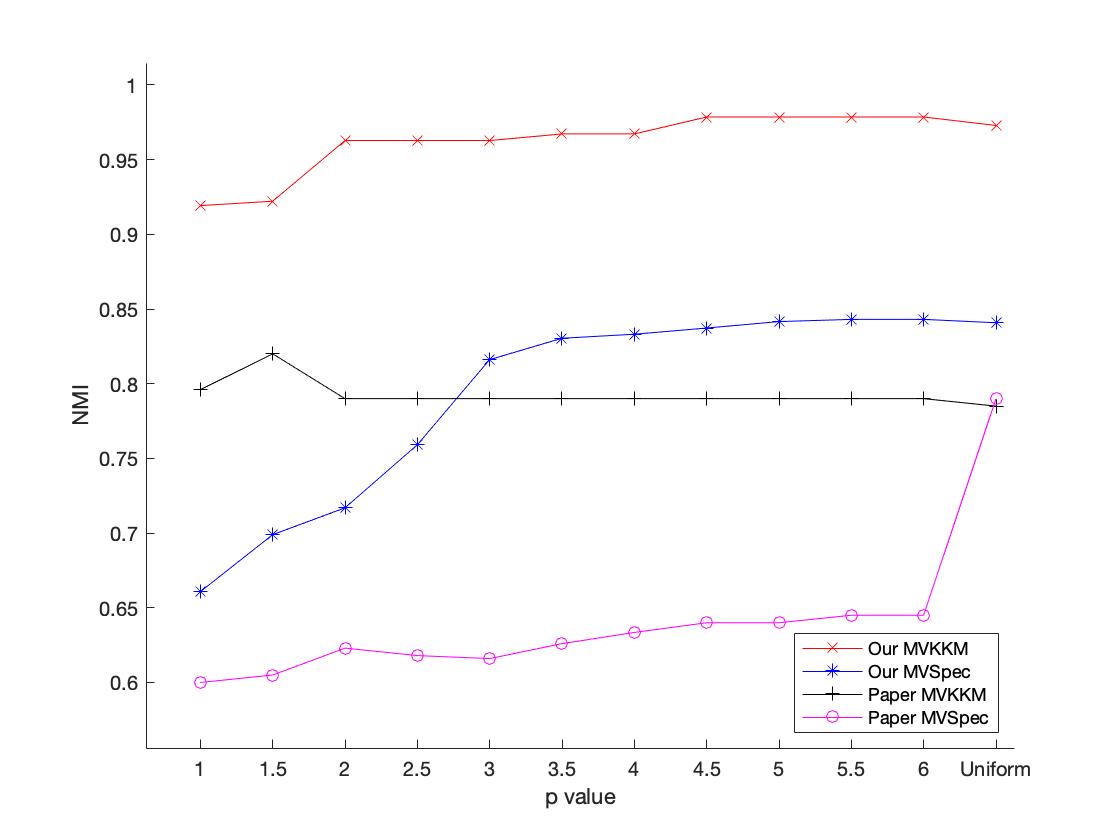 1
0.95
0.9
0.85
0.8
0.75
0.7
0.65
0.6
NMI
Our MVKKM
Our MVSpec
Paper MVKKM
Paper MVSpec
1 1.5 2 2.5 3 3.5 4 4.5 5 5.5 6 Uniform
p value